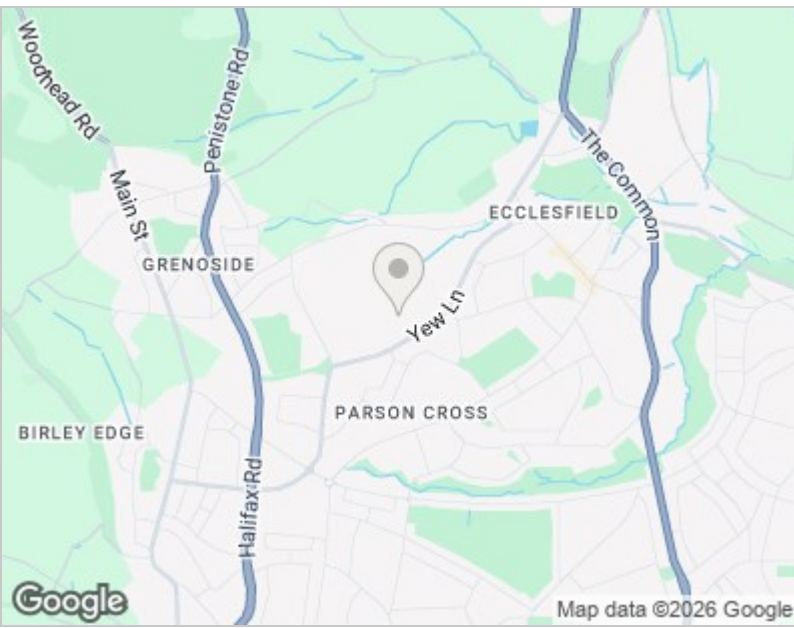 Woodhead Rd
Penistone Rd
The Common
Main St
ECCLESFIELD
GRENOSIDE
Yew Ln
PARSON CROSS
BIRLEY EDGE
Halifax Rd
Google
Map data ©2026 Google